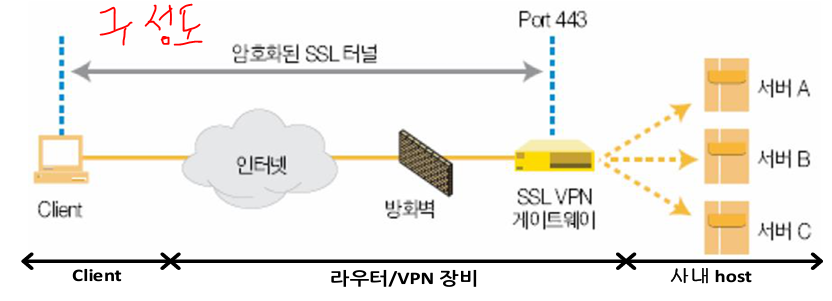 구성도
Port 443
암호화된 SSL 터널
서버 A
인터넷
서버 B
Client
방화벽
SSL VPN
게이트웨이
서버 C
Client
라우터/VPN 장비
사내 host